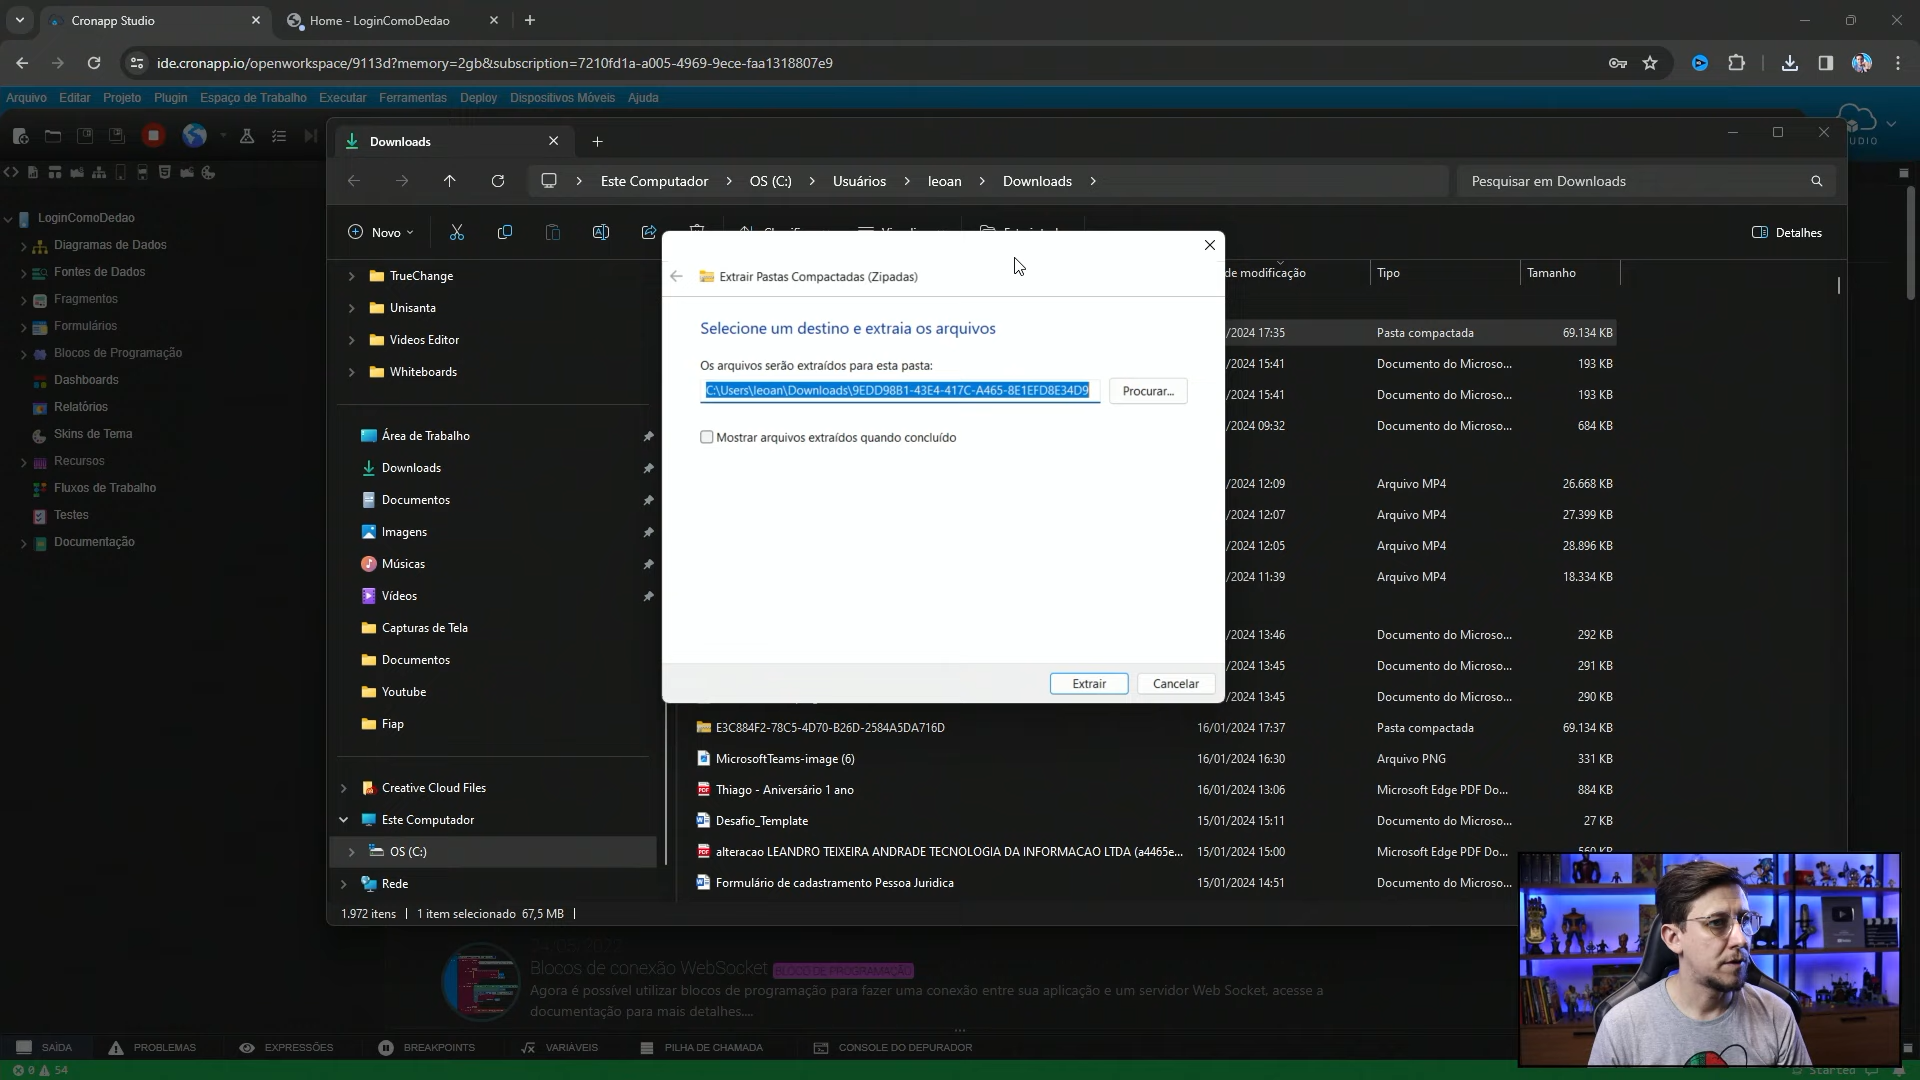 Cronapp Studio
Home - LoginComoDedao
ide.cronapp.io/openworkspace/9113d?memory=2gb&subscription=7210fd1a-a005-4969-9ece-faa1318807e9
Arquivo Editar Projeto Plugin Espaço de Trabalho Executar Ferramentas Deploy Dispositivos Móveis Ajuda
Downloads
Este Computador > OS (C:) > Usuários > leoan > Downloads >
Pesquisar em Downloads
Novo
Detalhes
LoginComoDedao
Diagramas de Dados
Fontes de Dados
Fragmentos
Formulários
Blocos de Programação
Dashboards
Relatórios
Skins de Tema
Recursos
Fluxos de Trabalho
Testes
Documentação
TrueChange
Unisanta
Videos Editor
Whiteboards
Área de Trabalho
Downloads
Documentos
Imagens
Músicas
Vídeos
Capturas de Tela
Documentos
Youtube
Fiap
Creative Cloud Files
Este Computador
OS (C:)
Rede
Extrair Pastas Compactadas (Zipadas)
Selecione um destino e extraia os arquivos
Os arquivos serão extraídos para esta pasta:
C:\Users\leoan\Downloads\9EDD98B1-43E4-417C-A465-8E1EFD8E34D9
Procurar...
Mostrar arquivos extraídos quando concluído
Extrair
Cancelar
de modificação Tipo Tamanho
/2024 17:35 Pasta compactada 69.134 KB
/2024 15:41 Documento do Microso... 193 KB
/2024 15:41 Documento do Microso... 193 KB
/2024 09:32 Documento do Microso... 684 KB
/2024 12:09 Arquivo MP4 26.668 KB
/2024 12:07 Arquivo MP4 27.399 KB
/2024 12:05 Arquivo MP4 28.896 KB
/2024 11:39 Arquivo MP4 18.334 KB
/2024 13:46 Documento do Microso... 292 KB
/2024 13:45 Documento do Microso... 291 KB
/2024 13:45 Documento do Microso... 290 KB
E3C884F2-78C5-4D70-B26D-2584A5DA716D 16/01/2024 17:37 Pasta compactada 69.134 KB
MicrosoftTeams-image (6) 16/01/2024 16:30 Arquivo PNG 331 KB
Thiago - Aniversário 1 ano 16/01/2024 13:06 Microsoft Edge PDF Do... 884 KB
Desafio_Template 15/01/2024 15:11 Documento do Microso... 27 KB
alteracao LEANDRO TEIXEIRA ANDRADE TECNOLOGIA DA INFORMACAO LTDA (a4465e... 15/01/2024 15:00 Microsoft Edge PDF Do... 560 KB
Formulário de cadastramento Pessoa Juridica 15/01/2024 14:51 Documento do Microso...
1.972 itens | 1 item selecionado 67,5 MB |
Blocos de conexão WebSocket BLOCO DE PROGRAMAÇÃO
Agora é possível utilizar blocos de programação para fazer uma conexão entre sua aplicação e um servidor Web Socket, acesse a
documentação para mais detalhes....
SAÍDA PROBLEMAS EXPRESSÕES BREAKPOINTS VARIÁVEIS PILHA DE CHAMADA CONSOLE DO DEPURADOR
0 54
Started